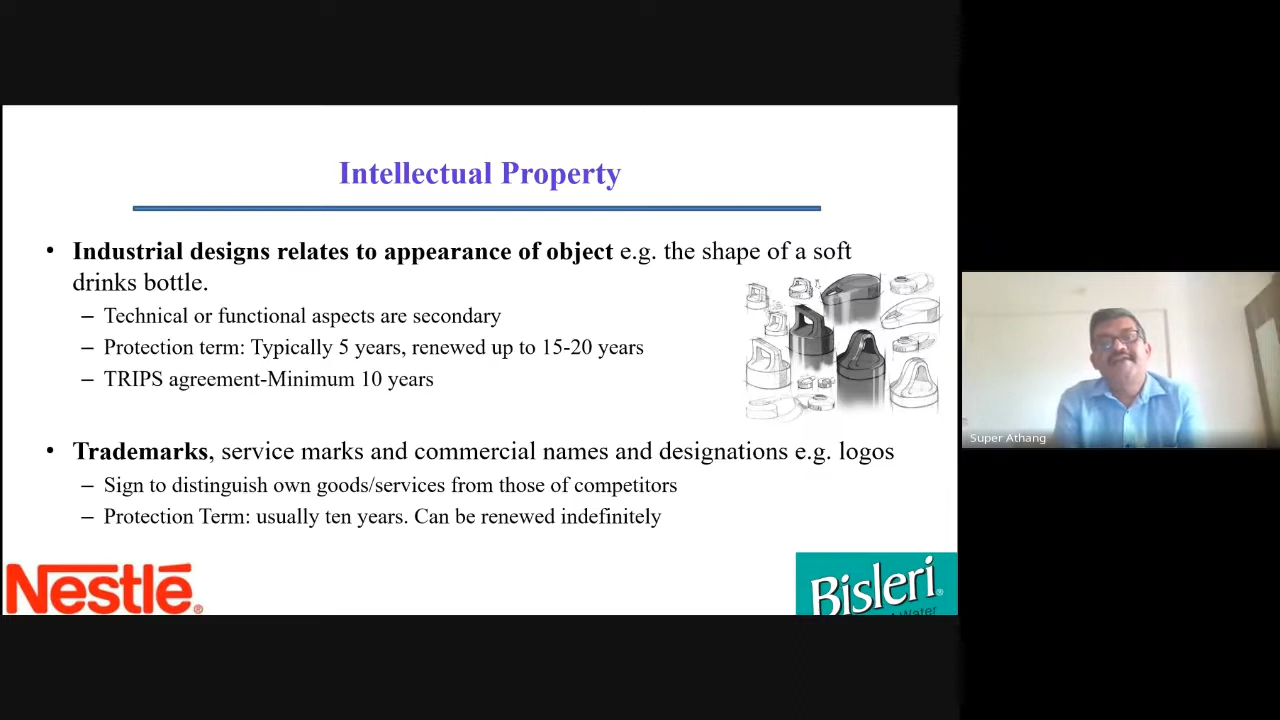 Intellectual Property
• Industrial designs relates to appearance of object e.g. the shape of a soft
drinks bottle.
– Technical or functional aspects are secondary
– Protection term: Typically 5 years, renewed up to 15-20 years
– TRIPS agreement-Minimum 10 years
• Trademarks, service marks and commercial names and designations e.g. logos
– Sign to distinguish own goods/services from those of competitors
– Protection Term: usually ten years. Can be renewed indefinitely
Nestlé®
Bisleri®
Water
Super Athang